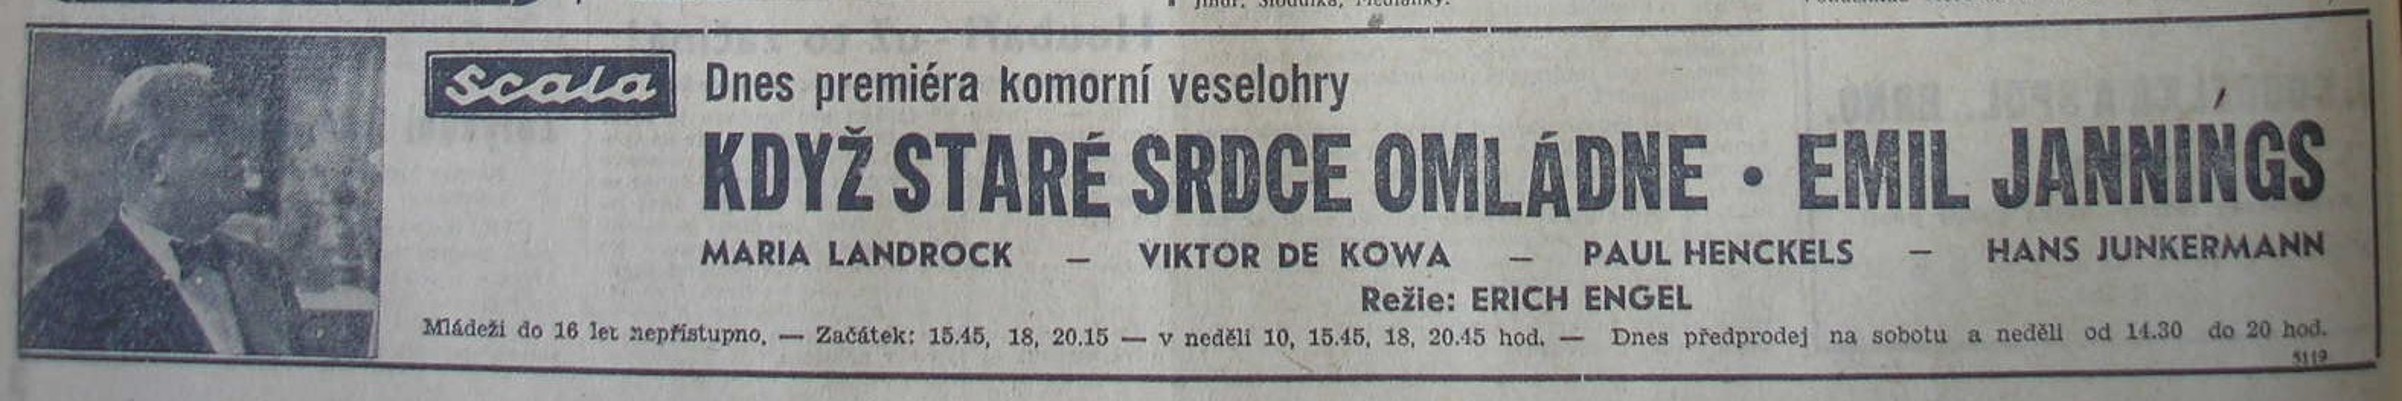 Scala
Dnes premiéra komorní veselohry
KDYŽ STARÉ SRDCE OMLÁDNE • EMIL JANNINGS
MARIA LANDROCK — VIKTOR DE KOWA — PAUL HENCKELS — HANS JUNKERMANN
Režie: ERICH ENGEL
Mládeži do 16 let nepřístupno. — Začátek: 15.45, 18, 20.15 — v neděli 10, 15.45, 18, 20.45 hod. — Dnes předprodej na sobotu a neděli od 14.30 do 20 hod.
5119